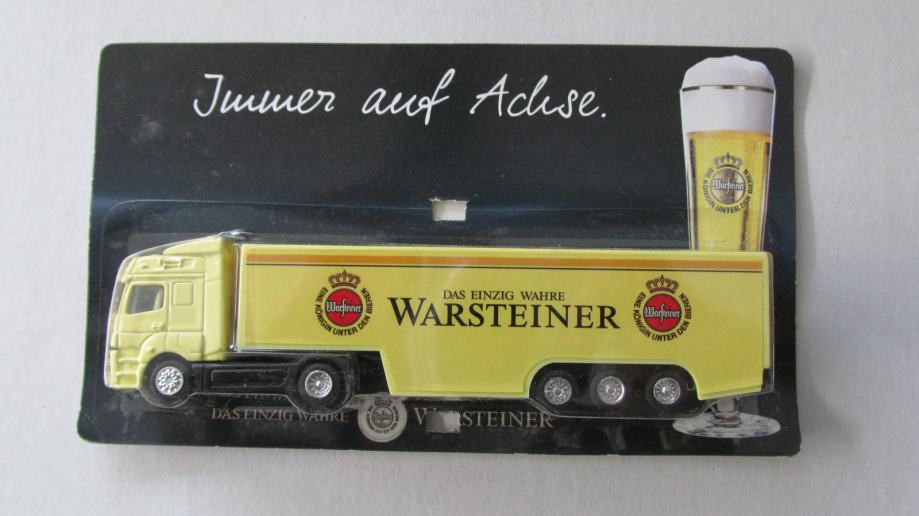 Immer auf Achse.
DIE KÖNIGIN UNTER DEN BIEREN
Warsteiner
EINE KÖNIGIN UNTER DEN BIEREN
Warsteiner
DAS EINZIG WAHRE
WARSTEINER
EINE KÖNIGIN UNTER DEN BIEREN
Warsteiner
DAS EINZIG WAHRE
WARSTEINER